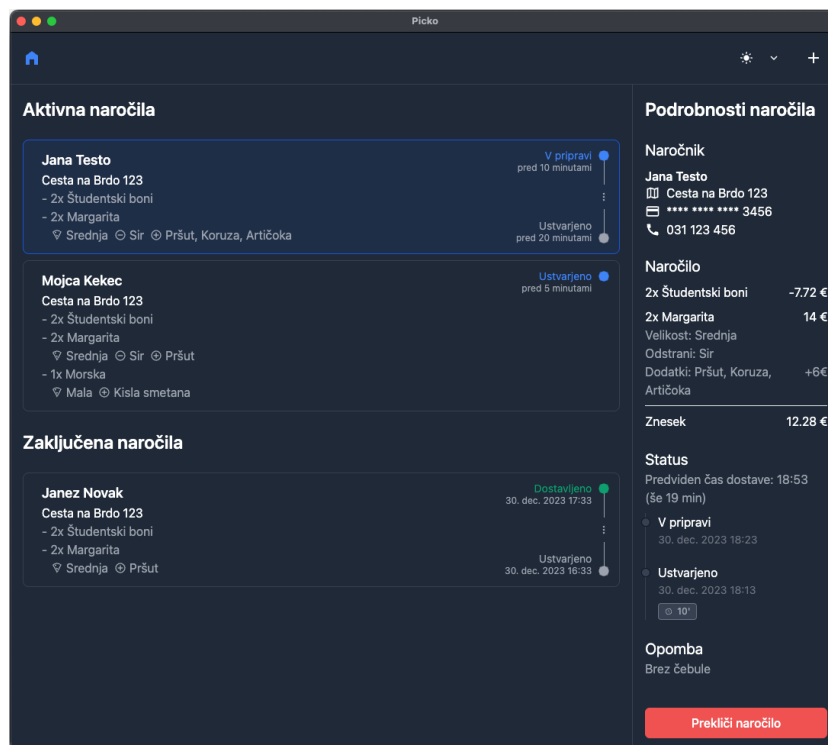 Picko
Aktivna naročila
Jana Testo
Cesta na Brdo 123
- 2x Študentski boni
- 2x Margarita
Srednja Sir Pršut, Koruza, Artičoka
V pripravi
pred 10 minutami
Ustvarjeno
pred 20 minutami
Mojca Kekec
Cesta na Brdo 123
- 2x Študentski boni
- 2x Margarita
Srednja Sir Pršut
- 1x Morska
Mala Kisla smetana
Ustvarjeno
pred 5 minutami
Zaključena naročila
Janez Novak
Cesta na Brdo 123
- 2x Študentski boni
- 2x Margarita
Srednja Pršut
Dostavljeno
30. dec. 2023 17:33
Ustvarjeno
30. dec. 2023 16:33
Podrobnosti naročila
Naročnik
Jana Testo
Cesta na Brdo 123
**** **** **** 3456
031 123 456
Naročilo
2x Študentski boni -7.72 €
2x Margarita 14 €
Velikost: Srednja
Odstrani: Sir
Dodatki: Pršut, Koruza, +6€
Artičoka
Znesek 12.28 €
Status
Predviden čas dostave: 18:53
(še 19 min)
V pripravi
30. dec. 2023 18:23
Ustvarjeno
30. dec. 2023 18:13
10'
Opomba
Brez čebule
Prekliči naročilo